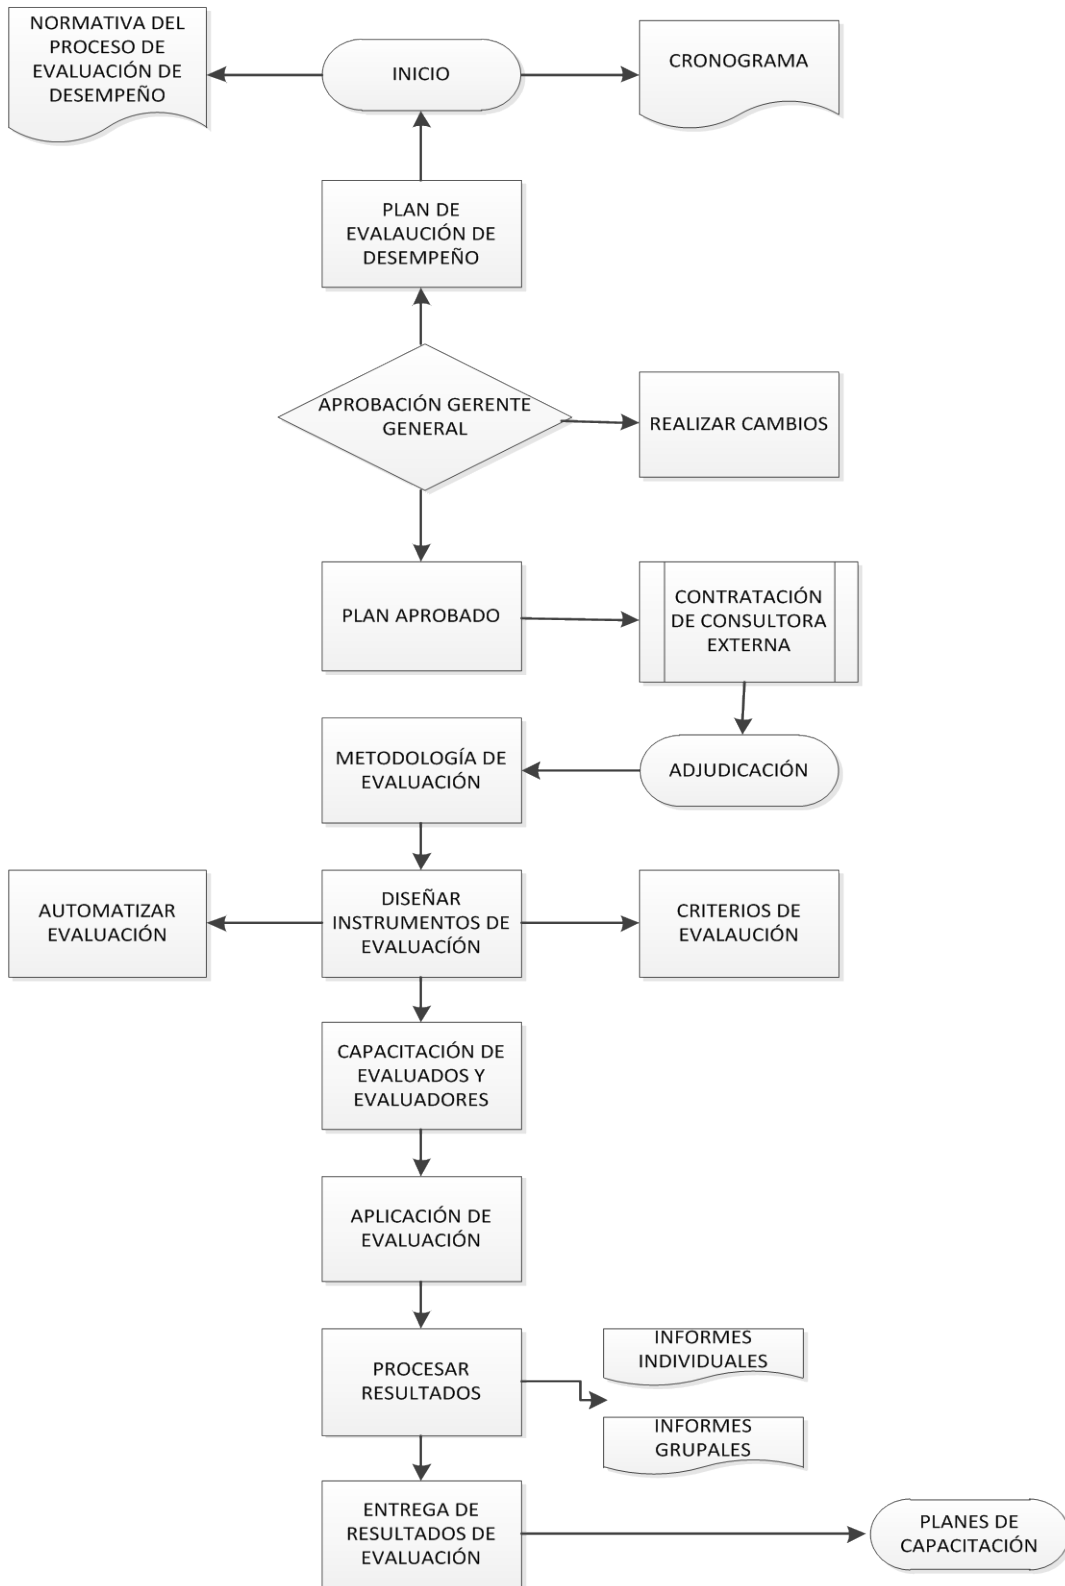 NORMATIVA DEL
PROCESO DE
EVALUACIÓN DE
DESEMPEÑO
INICIO
CRONOGRAMA
PLAN DE
EVALAUCIÓN DE
DESEMPEÑO
APROBACIÓN GERENTE
GENERAL
REALIZAR CAMBIOS
PLAN APROBADO
CONTRATACIÓN
DE CONSULTORA
EXTERNA
METODOLOGÍA DE
EVALUACIÓN
ADJUDICACIÓN
AUTOMATIZAR
EVALUACIÓN
DISEÑAR
INSTRUMENTOS DE
EVALUACÍÓN
CRITERIOS DE
EVALAUCIÓN
CAPACITACIÓN DE
EVALUADOS Y
EVALUADORES
APLICACIÓN DE
EVALUACIÓN
PROCESAR
RESULTADOS
INFORMES
INDIVIDUALES
INFORMES
GRUPALES
ENTREGA DE
RESULTADOS DE
EVALUACIÓN
PLANES DE
CAPACITACIÓN